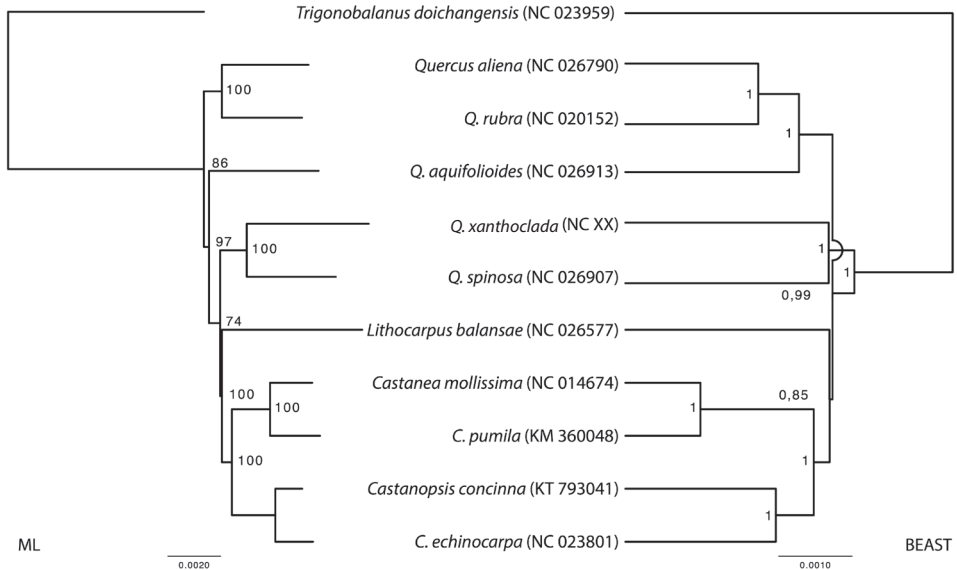 Trigonobalanus doichangensis (NC 023959)
Quercus aliena (NC 026790)
100
1
Q. rubra (NC 020152)
1
86
Q. aquifolioides (NC 026913)
Q. xanthoclada (NC XX)
97
100
1
1
Q. spinosa (NC 026907)
0,99
74
Lithocarpus balansae (NC 026577)
Castanea mollissima (NC 014674)
100
0,85
100
1
C. pumila (KM 360048)
100
1
Castanopsis concinna (KT 793041)
1
ML
C. echinocarpa (NC 023801)
BEAST
0.0020
0.0010